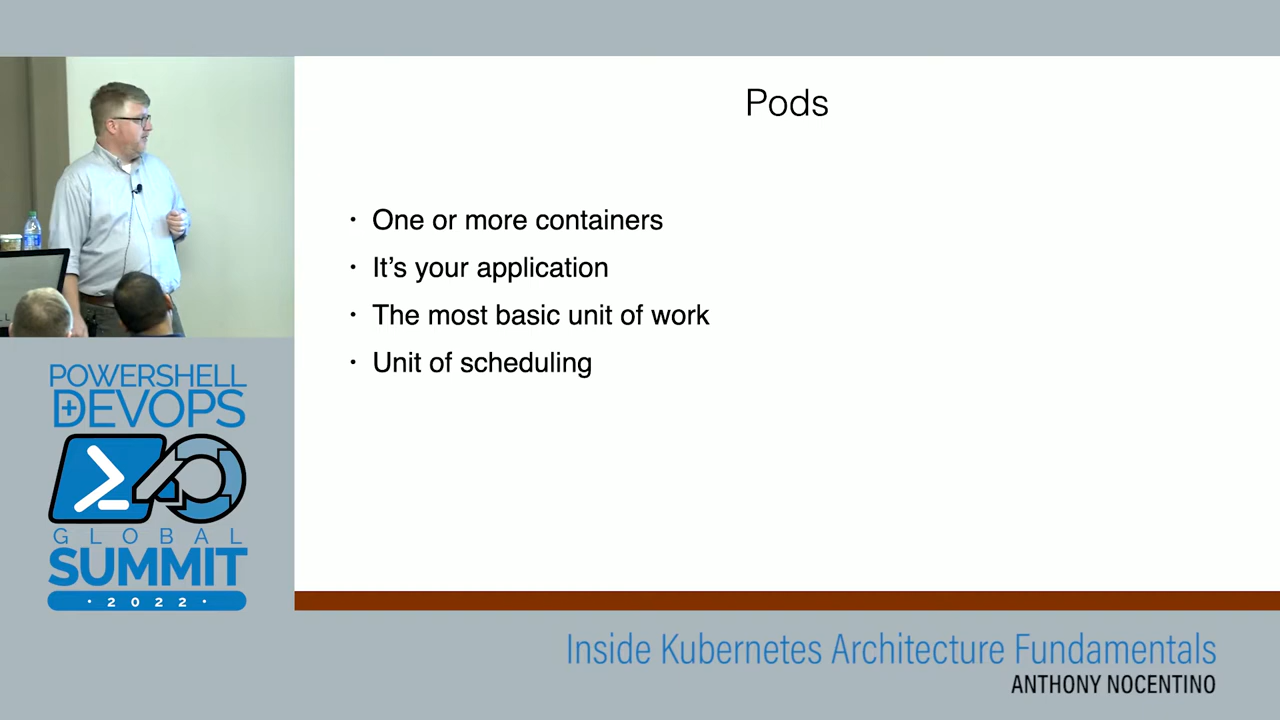 Pods
· One or more containers
· It's your application
· The most basic unit of work
· Unit of scheduling
POWERSHELL
DEVOPS
GLOBAL
SUMMIT
· 2022 ·
Inside Kubernetes Architecture Fundamentals
ANTHONY NOCENTINO